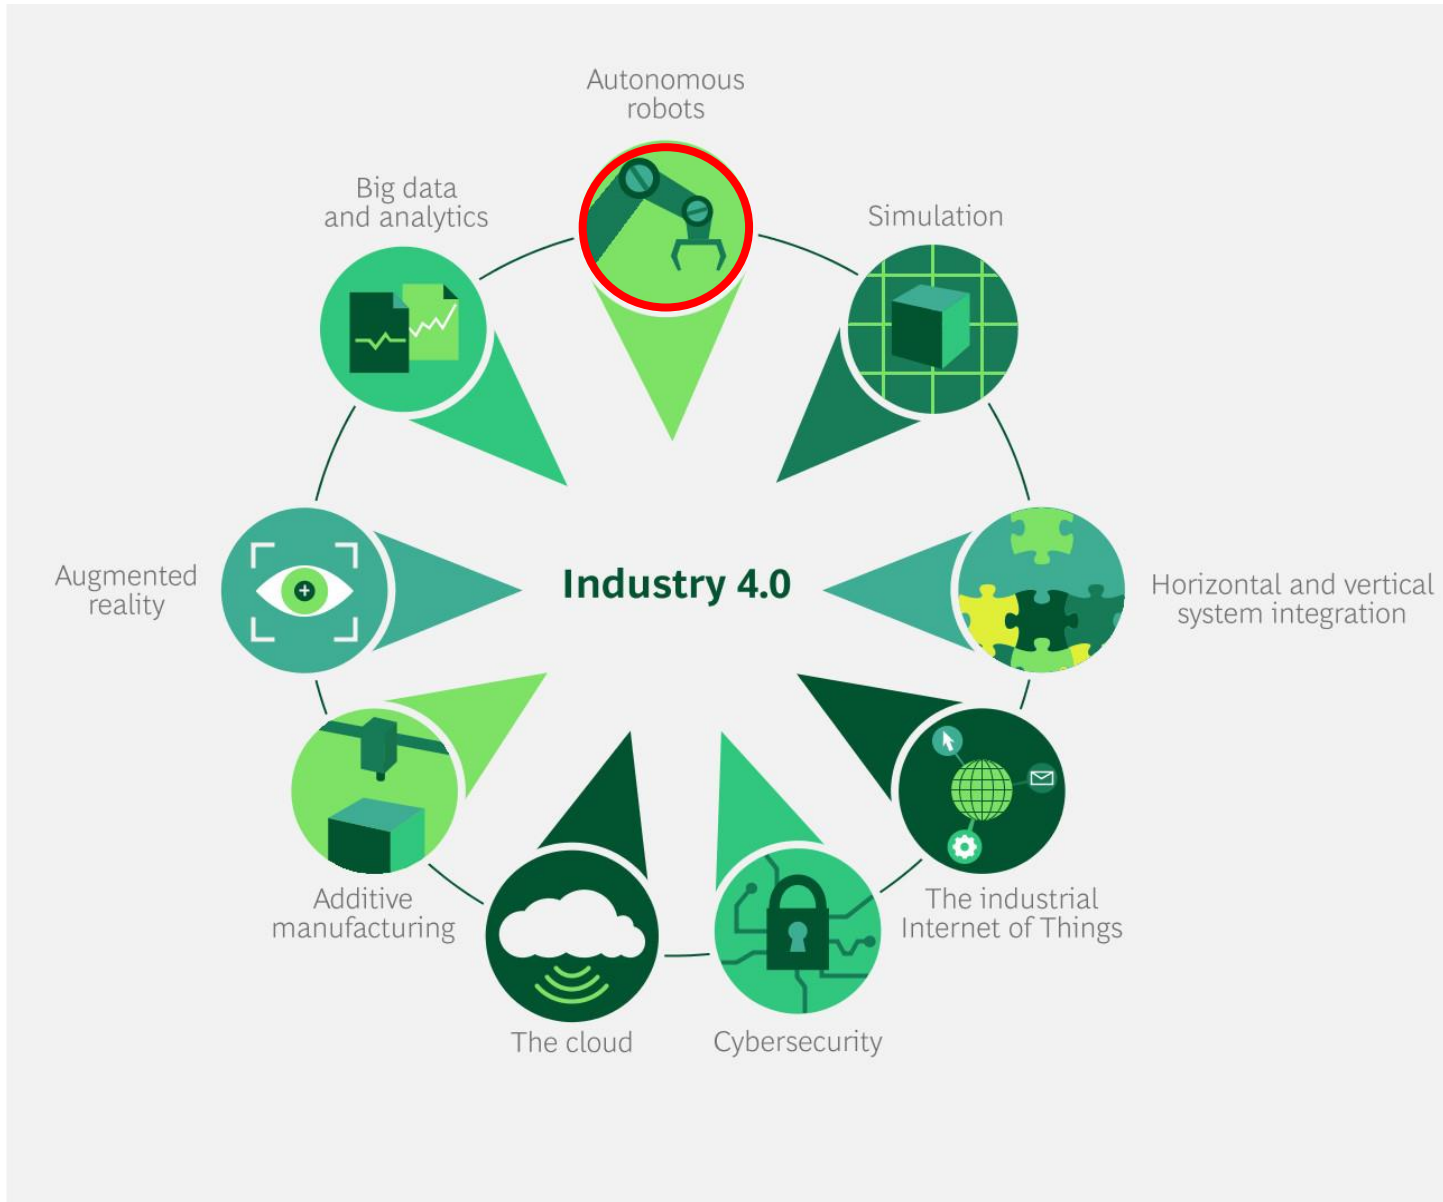 Autonomous
robots
Big data
and analytics
Simulation
Augmented
reality
Industry 4.0
Horizontal and vertical
system integration
Additive
manufacturing
The industrial
Internet of Things
The cloud
Cybersecurity